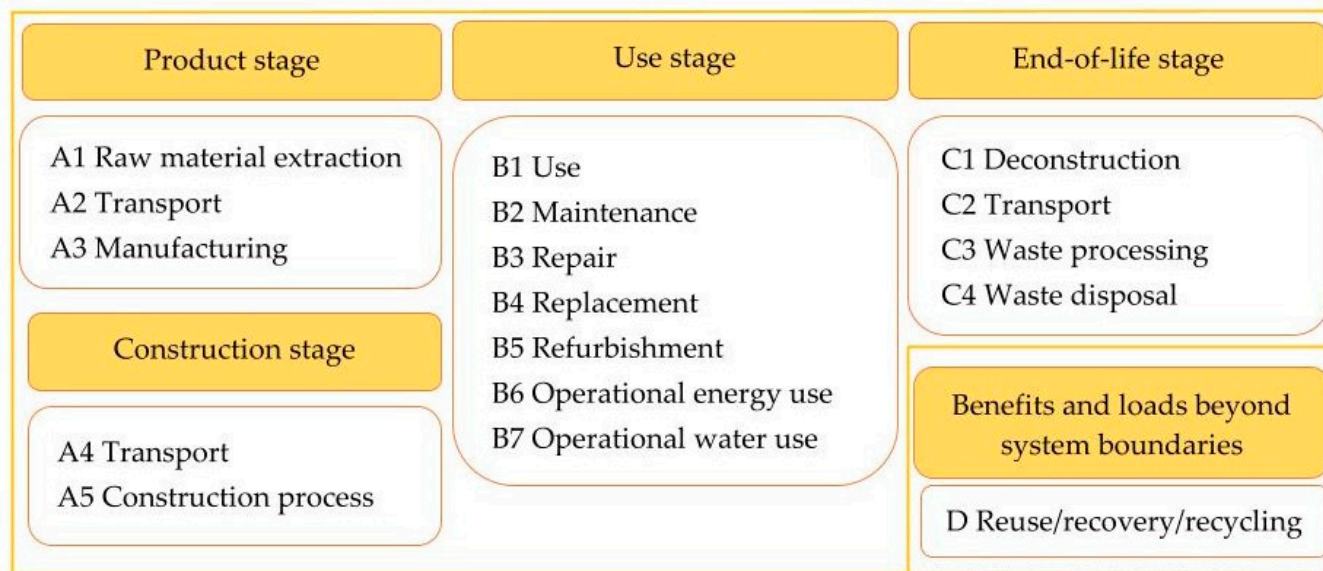 Product stage
A1 Raw material extraction
A2 Transport
A3 Manufacturing
Construction stage
A4 Transport
A5 Construction process
Use stage
B1 Use
B2 Maintenance
B3 Repair
B4 Replacement
B5 Refurbishment
B6 Operational energy use
B7 Operational water use
End-of-life stage
C1 Deconstruction
C2 Transport
C3 Waste processing
C4 Waste disposal
Benefits and loads beyond
system boundaries
D Reuse/recovery/recycling